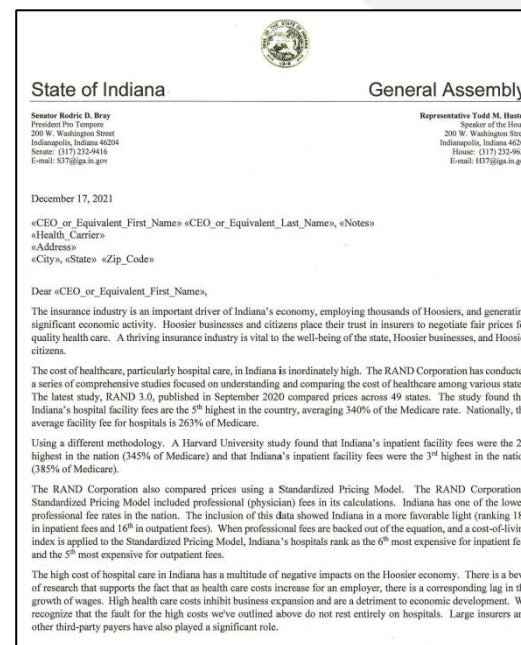 State of Indiana
General Assembly
Senator Rodric D. Bray
President Pro Tempore
200 W. Washington Street
Indianapolis, Indiana 46204
Senate: (317) 232-9416
E-mail: S37@iga.in.gov
Representative Todd M. Husto
Speaker of the Hou
200 W. Washington Stre
Indianapolis, Indiana 462
House: (317) 232-96
E-mail: H37@iga.in.go
December 17, 2021
«CEO_or_Equivalent_First_Name» «CEO_or_Equivalent_Last_Name», «Notes»
«Health_Carrier»
«Address»
«City», «State» «Zip_Code»
Dear «CEO_or_Equivalent_First_Name»,
The insurance industry is an important driver of Indiana's economy, employing thousands of Hoosiers, and generatin
significant economic activity. Hoosier businesses and citizens place their trust in insurers to negotiate fair prices fo
quality health care. A thriving insurance industry is vital to the well-being of the state, Hoosier businesses, and Hoosie
citizens.
The cost of healthcare, particularly hospital care, in Indiana is inordinately high. The RAND Corporation has conducte
a series of comprehensive studies focused on understanding and comparing the cost of healthcare among various state
The latest study, RAND 3.0, published in September 2020 compared prices across 49 states. The study found th
Indiana's hospital facility fees are the 5th highest in the country, averaging 340% of the Medicare rate. Nationally, th
average facility fee for hospitals is 263% of Medicare.
Using a different methodology. A Harvard University study found that Indiana's inpatient facility fees were the 2
highest in the nation (345% of Medicare) and that Indiana's inpatient facility fees were the 3rd highest in the natio
(385% of Medicare).
The RAND Corporation also compared prices using a Standardized Pricing Model. The RAND Corporation
Standardized Pricing Model included professional (physician) fees in its calculations. Indiana has one of the lowe
professional fee rates in the nation. The inclusion of this data showed Indiana in a more favorable light (ranking 18
in inpatient fees and 16th in outpatient fees). When professional fees are backed out of the equation, and a cost-of-livin
index is applied to the Standardized Pricing Model, Indiana's hospitals rank as the 6th most expensive for inpatient fee
and the 5th most expensive for outpatient fees.
The high cost of hospital care in Indiana has a multitude of negative impacts on the Hoosier economy. There is a bev
of research that supports the fact that as health care costs increase for an employer, there is a corresponding lag in th
growth of wages. High health care costs inhibit business expansion and are a detriment to economic development. W
recognize that the fault for the high costs we've outlined above do not rest entirely on hospitals. Large insurers an
other third-party payers have also played a significant role.